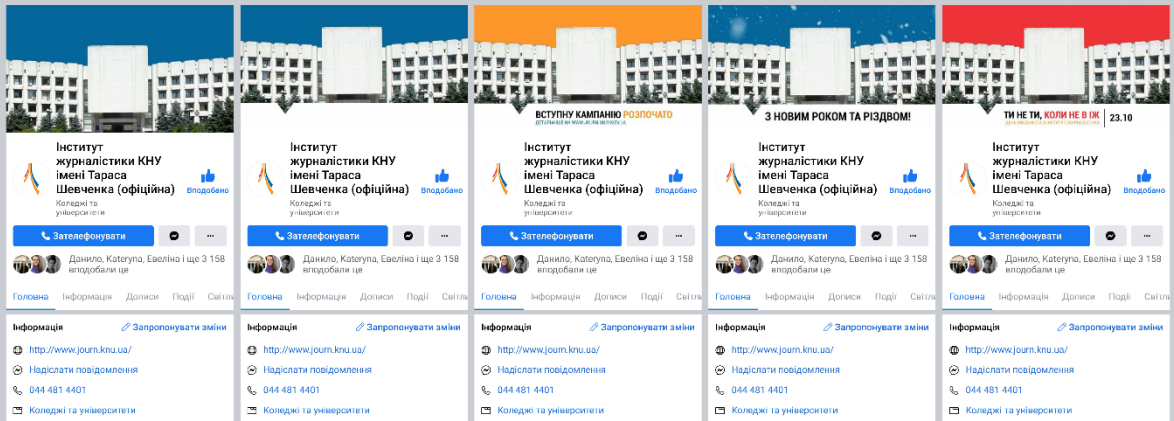 Інститут
журналістики КНУ
імені Тараса
Шевченка (офіційна)
Коледжі та
університети
Вподобано
Зателефонувати
Данило, Kateryna, Евеліна і ще 3 158
вподобали це
Головна Інформація Дописи Події Світли
Інформація Запропонувати зміни
http://www.journ.knu.ua/
Надіслати повідомлення
044 481 4401
Коледжі та університети
Інститут
журналістики КНУ
імені Тараса
Шевченка (офіційна)
Коледжі та
університети
Вподобано
Зателефонувати
Данило, Kateryna, Евеліна і ще 3 158
вподобали це
Головна Інформація Дописи Події Світли
Інформація Запропонувати зміни
http://www.journ.knu.ua/
Надіслати повідомлення
044 481 4401
Коледжі та університети
ВСТУПНУ КАМПАНІЮ РОЗПОЧАТО
Інститут
журналістики КНУ
імені Тараса
Шевченка (офіційна)
Коледжі та
університети
Вподобано
Зателефонувати
Данило, Kateryna, Евеліна і ще 3 158
вподобали це
Головна Інформація Дописи Події Світли
Інформація Запропонувати зміни
http://www.journ.knu.ua/
Надіслати повідомлення
044 481 4401
Коледжі та університети
З НОВИМ РОКОМ ТА РІЗДВОМ!
Інститут
журналістики КНУ
імені Тараса
Шевченка (офіційна)
Коледжі та
університети
Вподобано
Зателефонувати
Данило, Kateryna, Евеліна і ще 3 158
вподобали це
Головна Інформація Дописи Події Світли
Інформація Запропонувати зміни
http://www.journ.knu.ua/
Надіслати повідомлення
044 481 4401
Коледжі та університети
ТИ НЕ ТИ, КОЛИ НЕ В ІЖ 23.10
Інститут
журналістики КНУ
імені Тараса
Шевченка (офіційна)
Коледжі та
університети
Вподобано
Зателефонувати
Данило, Kateryna, Евеліна і ще 3 158
вподобали це
Головна Інформація Дописи Події Світли
Інформація Запропонувати зміни
http://www.journ.knu.ua/
Надіслати повідомлення
044 481 4401
Коледжі та університети